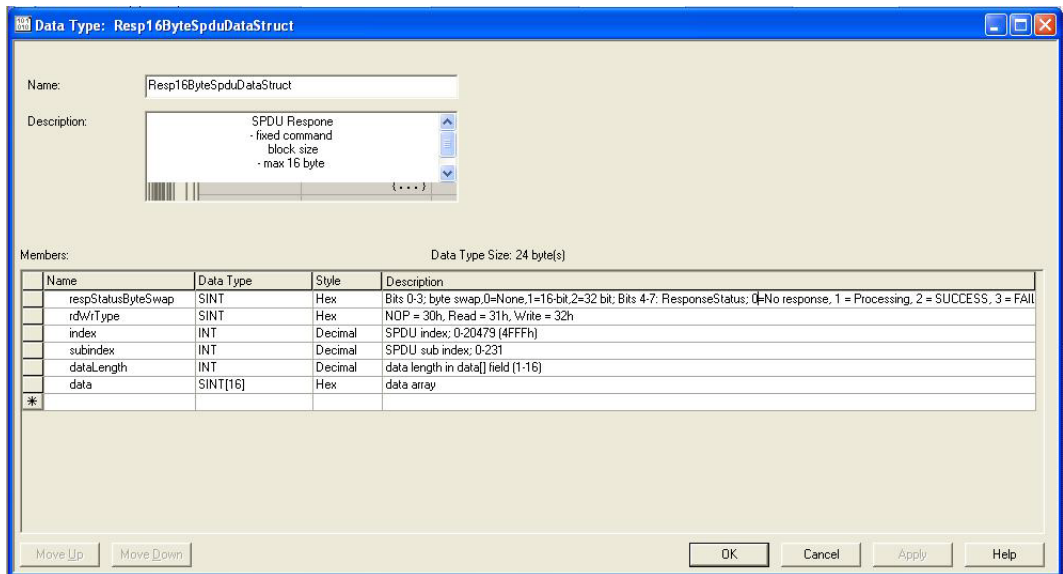 Data Type: Resp16ByteSpduDataStruct
Name: Resp16ByteSpduDataStruct
Description: SPDU Respone
- fixed command
block size
- max 16 byte
{...}
Members: Data Type Size: 24 byte(s)
Name Data Type Style Description
respStatusByteSwap SINT Hex Bits 0-3; byte swap,0=None,1=16-bit,2=32 bit; Bits 4-7: ResponseStatus; 0=No response, 1 = Processing, 2 = SUCCESS, 3 = FAIL
rdWrType SINT Hex NOP = 30h, Read = 31h, Write = 32h
index INT Decimal SPDU index; 0-20479 (4FFFh)
subindex INT Decimal SPDU sub index; 0-231
dataLength INT Decimal data length in data[] field (1-16)
data SINT[16] Hex data array
Move Up Move Down OK Cancel Apply Help